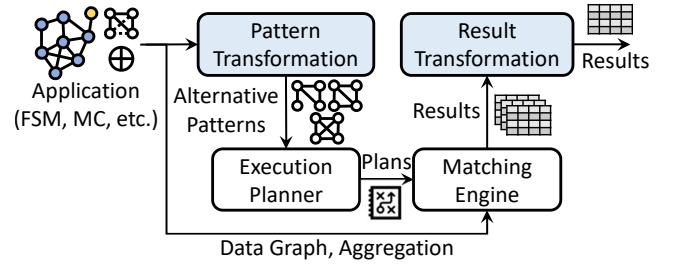 Pattern
Transformation
Result
Transformation
Results
Application
(FSM, MC, etc.)
Alternative
Patterns
Results
Execution
Planner
Plans
Matching
Engine
Data Graph, Aggregation